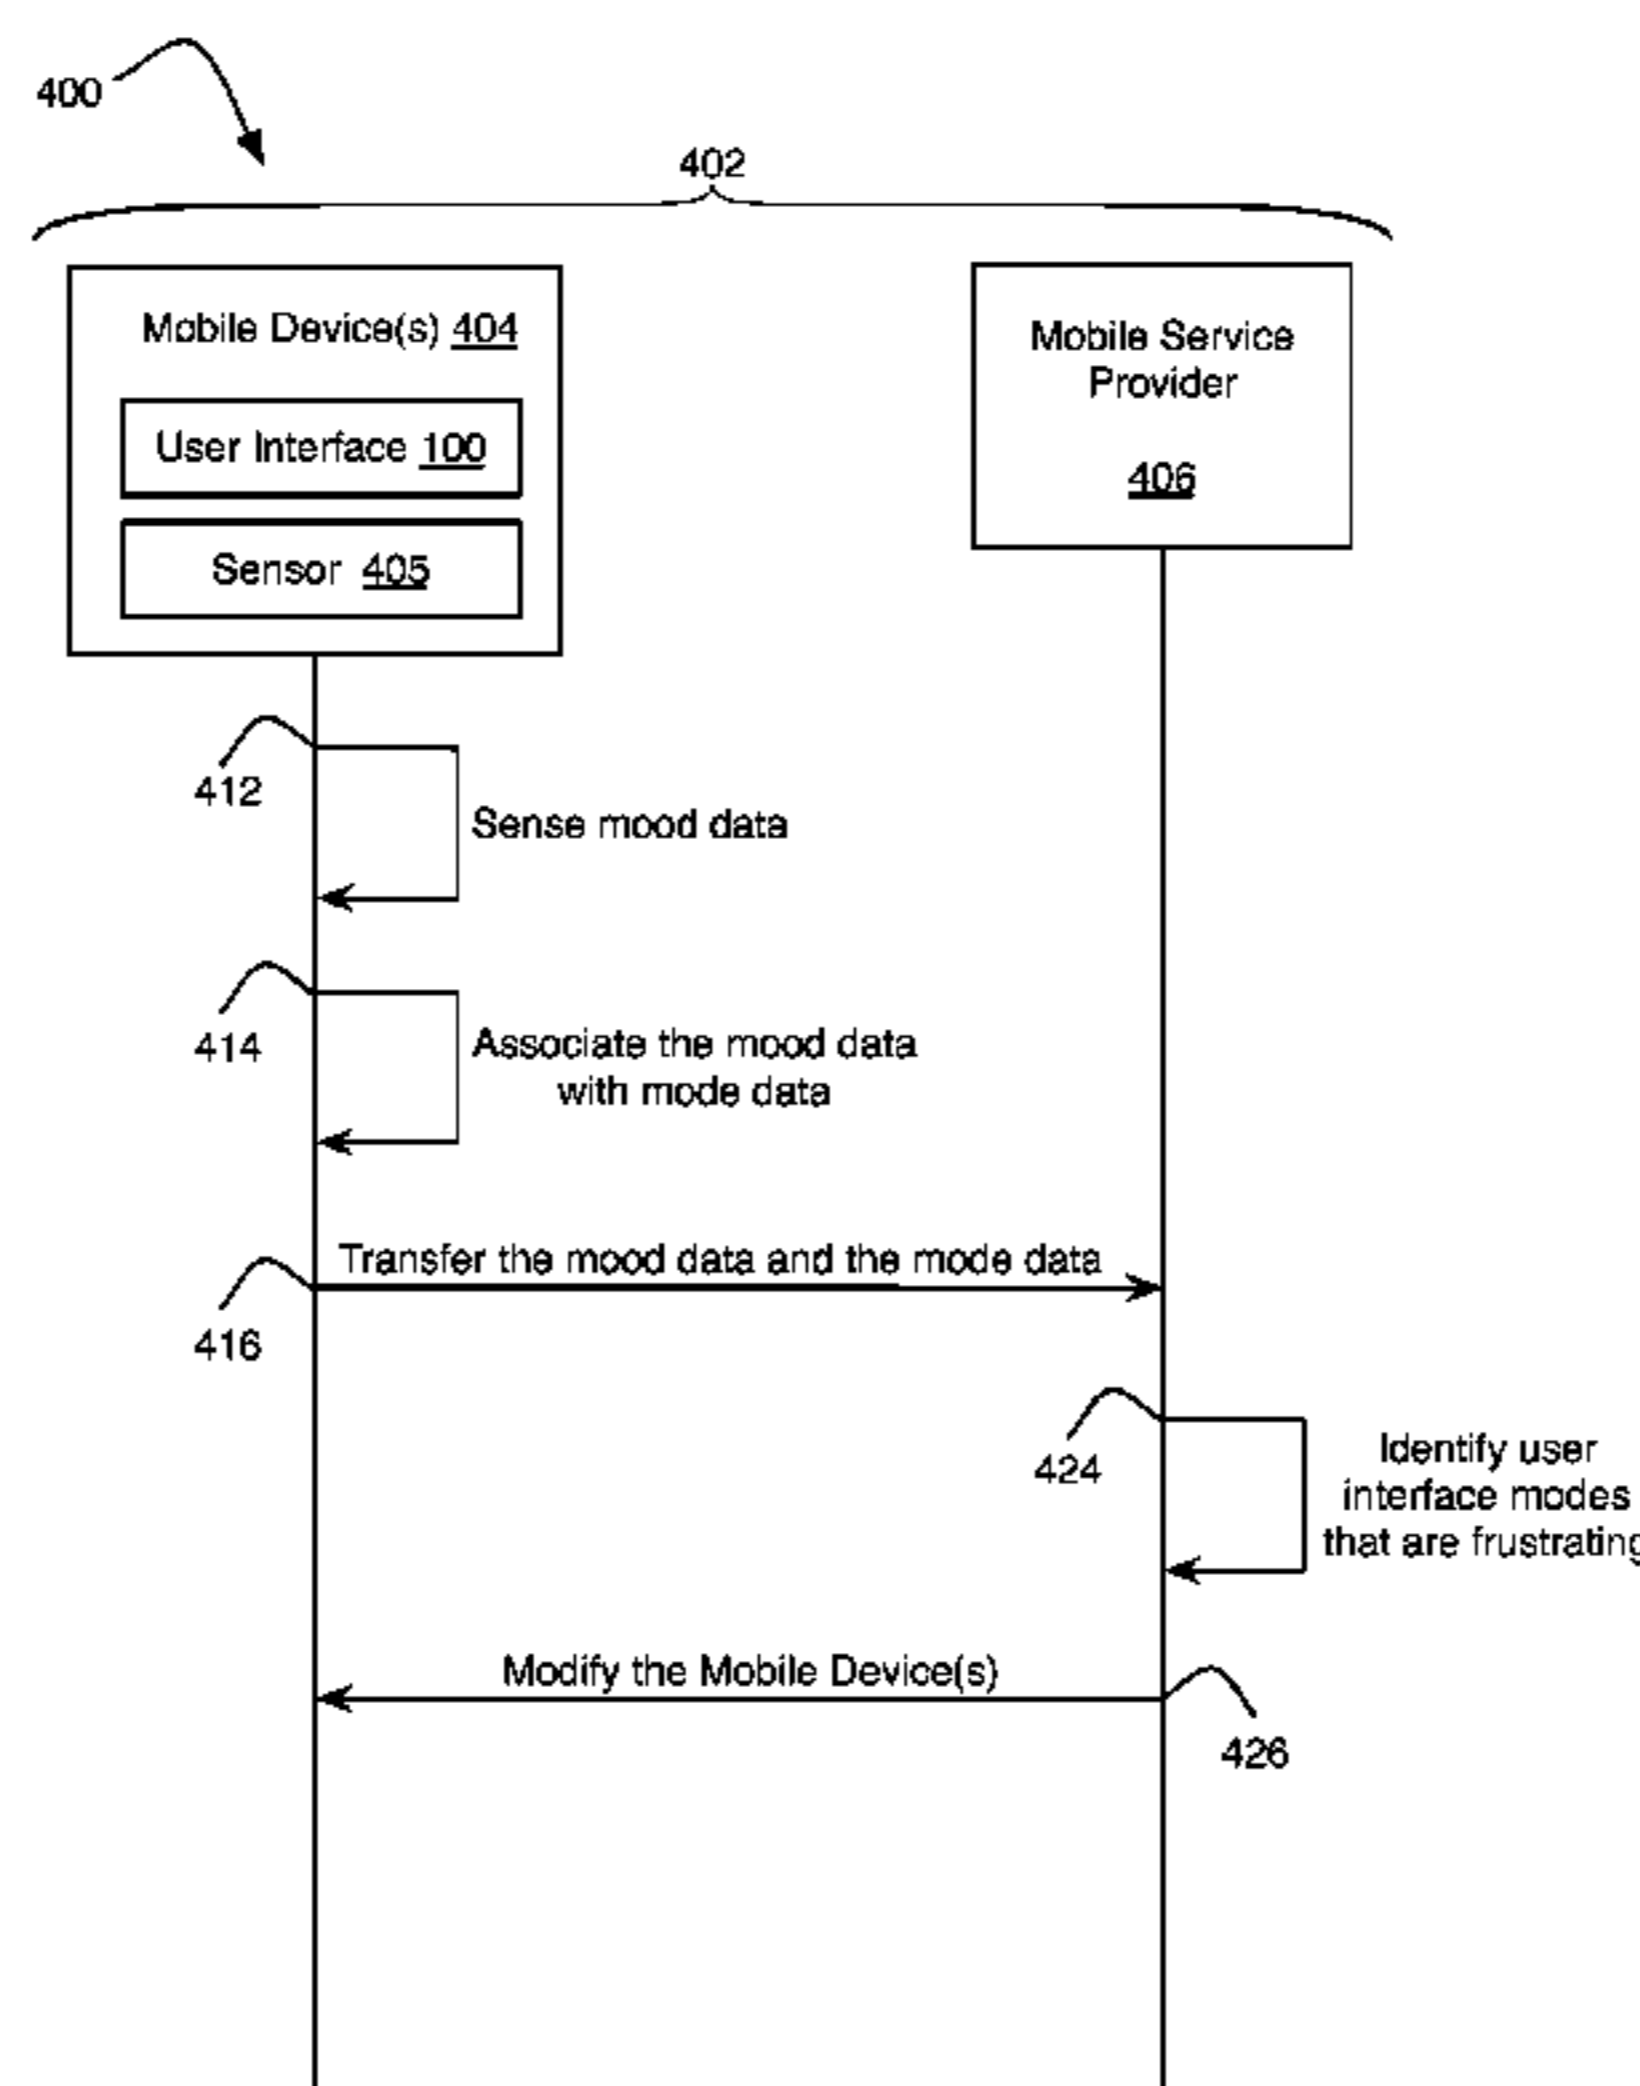 400
402
Mobile Device(s) 404
User Interface 100
Sensor 405
Mobile Service
Provider
406
412
Sense mood data
414
Associate the mood data
with mode data
Transfer the mood data and the mode data
416
424
Identify user
interface modes
that are frustrating
Modify the Mobile Device(s)
426